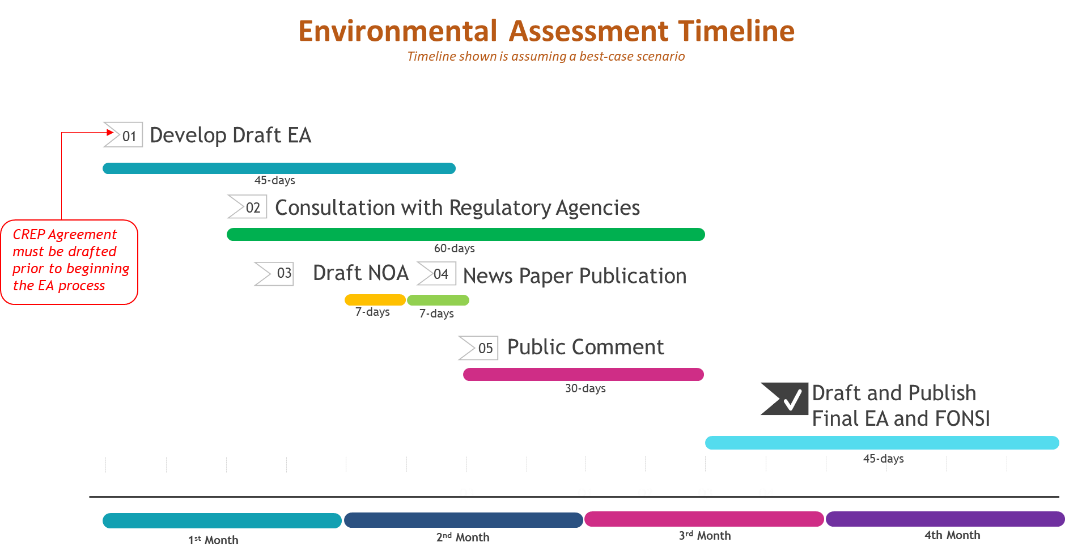 Environmental Assessment Timeline
Timeline shown is assuming a best-case scenario
01 Develop Draft EA
45-days
02 Consultation with Regulatory Agencies
60-days
CREP Agreement
must be drafted
prior to beginning
the EA process
03 Draft NOA
04 News Paper Publication
7-days
7-days
05 Public Comment
30-days
Draft and Publish
Final EA and FONSI
45-days
1st Month
2nd Month
3rd Month
4th Month